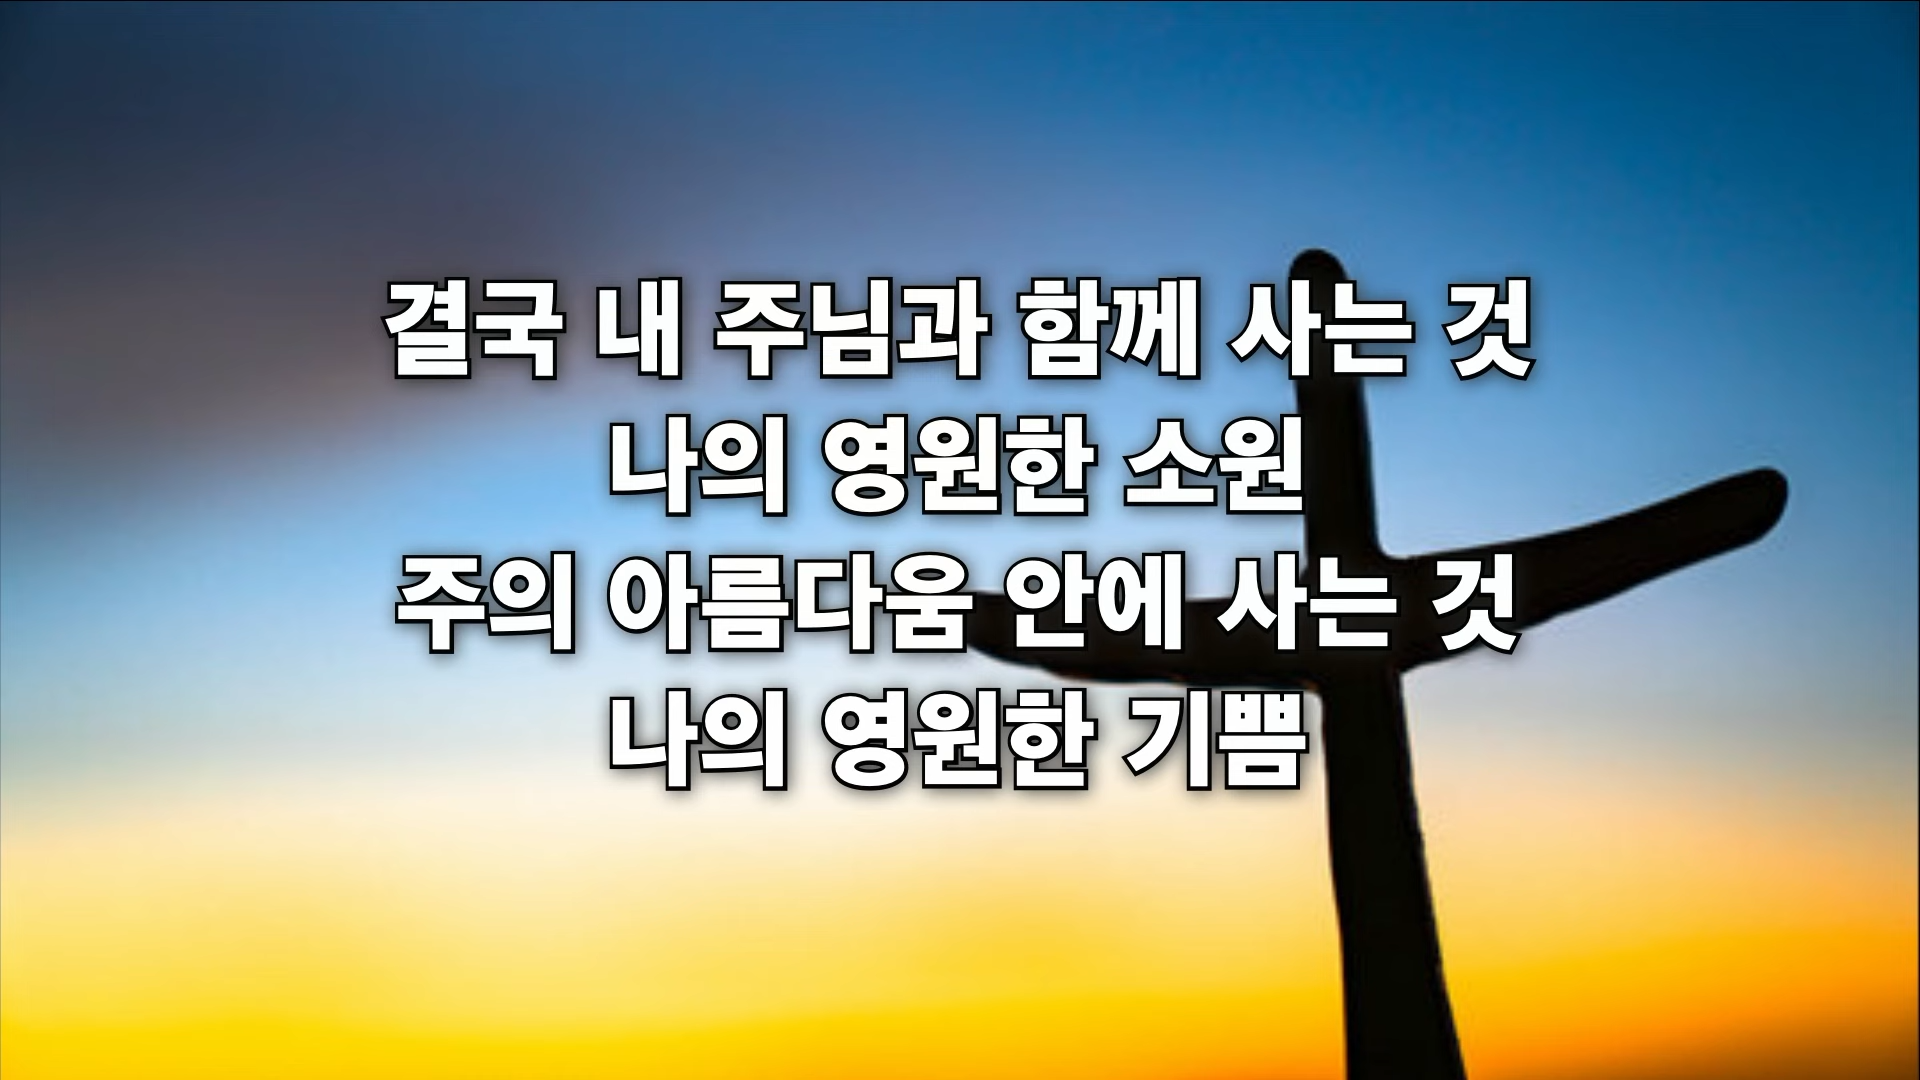 결국 내 주님과 함께 사는 것
나의 영원한 소원
주의 아름다움 안에 사는 것
나의 영원한 기쁨